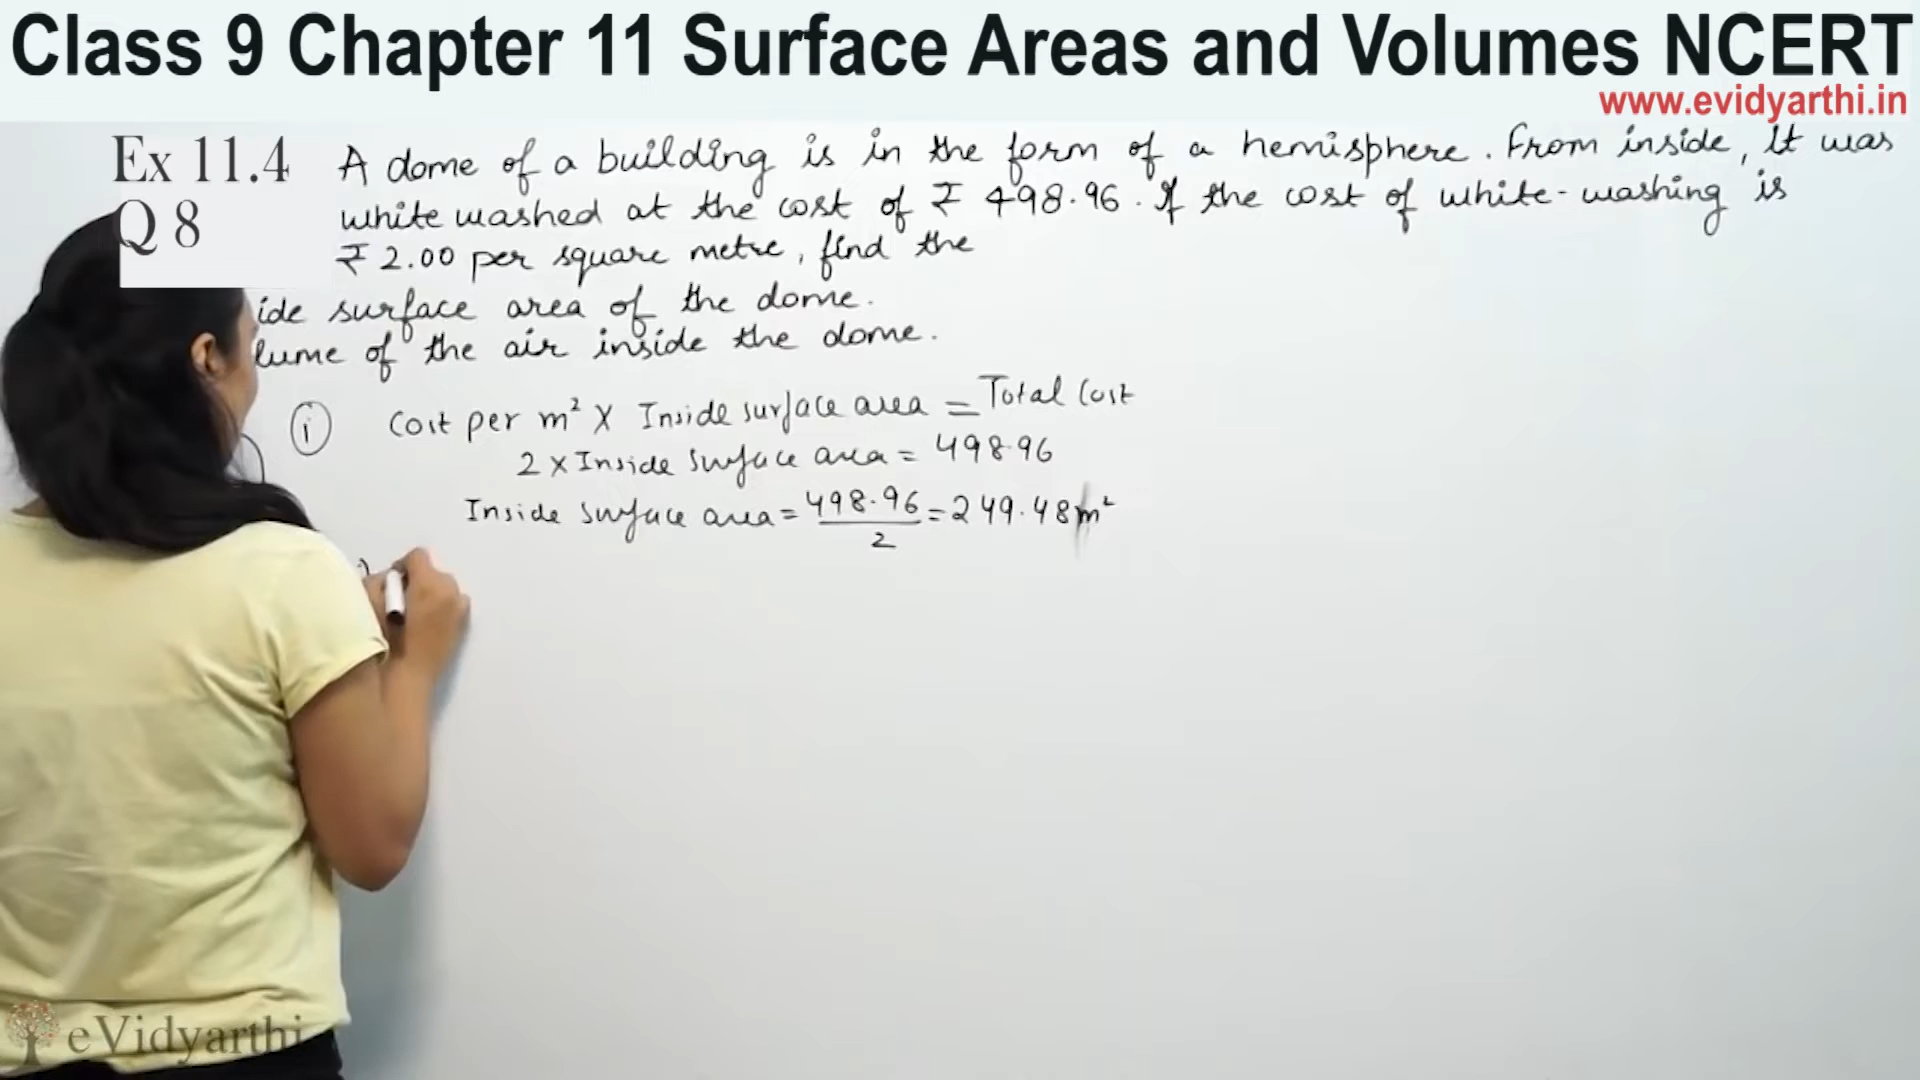 Class 9 Chapter 11 Surface Areas and Volumes NCERT
www.evidyarthi.in
Ex 11.4
Q 8
A dome of a building is in the form of a hemisphere. From inside, it was
white washed at the cost of ₹ 498.96. If the cost of white-washing is
₹ 2.00 per square metre, find the
ide surface area of the dome.
lume of the air inside the dome.
(i) Cost per m² X Inside surface area = Total Cost
2 X Inside surface area = 498.96
Inside surface area = 498.96/2 = 249.48 m²
eVidyarthi